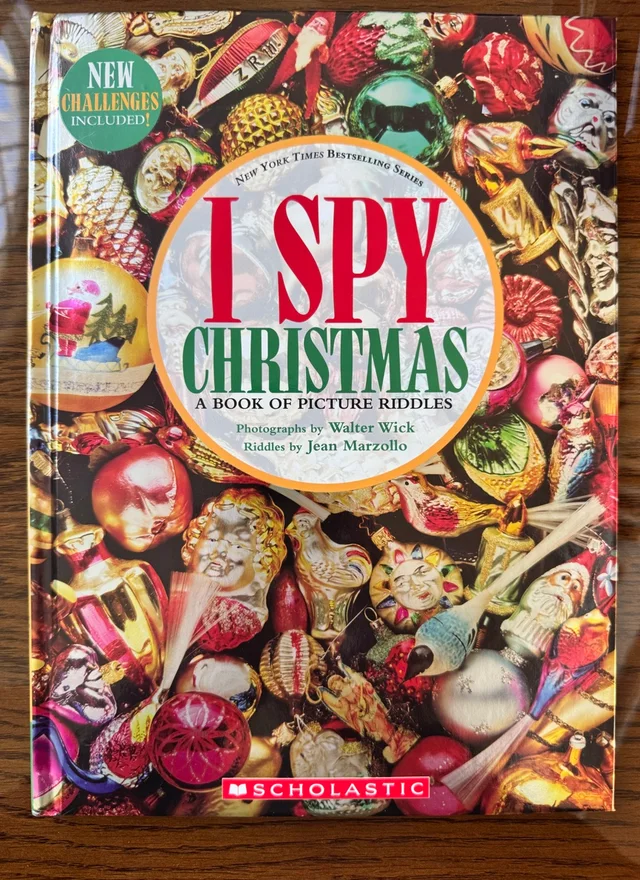 NEW
CHALLENGES
INCLUDED!
NEW YORK TIMES BESTSELLING SERIES
I SPY
CHRISTMAS
A BOOK OF PICTURE RIDDLES
Photographs by Walter Wick
Riddles by Jean Marzollo
SCHOLASTIC